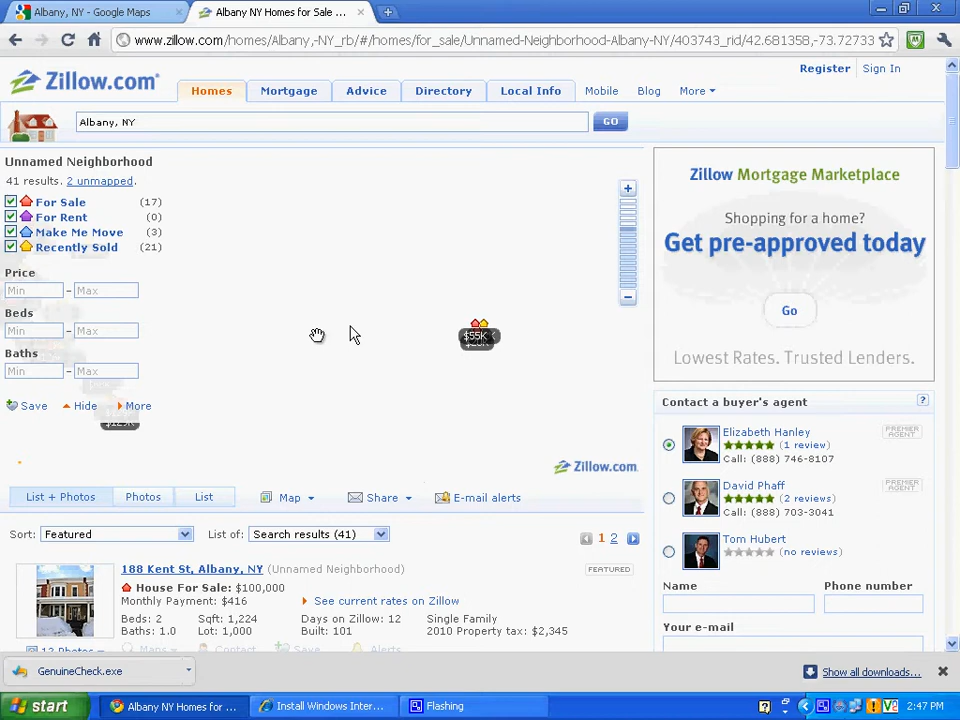 Albany, NY - Google Maps
Albany NY Homes for Sale ...
www.zillow.com/homes/Albany,-NY_rb/#/homes/for_sale/Unnamed-Neighborhood-Albany-NY/403743_rid/42.681358,-73.72733
Register Sign In
Zillow.com
Homes Mortgage Advice Directory Local Info Mobile Blog More
Albany, NY GO
Unnamed Neighborhood
41 results. 2 unmapped.
For Sale (17)
For Rent (0)
Make Me Move (3)
Recently Sold (21)
Price
Min - Max
Beds
Min - Max
Baths
Min - Max
Save Hide More
$55K
Zillow.com
List + Photos Photos List Map Share E-mail alerts
Sort: Featured List of: Search results (41) 1 2
188 Kent St, Albany, NY (Unnamed Neighborhood) FEATURED
House For Sale: $100,000
Monthly Payment: $416 See current rates on Zillow
Beds: 2 Sqft: 1,224 Days on Zillow: 12 Single Family
Baths: 1.0 Lot: 1,000 Built: 101 2010 Property tax: $2,345
Maps Contact Save Alerts
Zillow Mortgage Marketplace
Shopping for a home?
Get pre-approved today
Go
Lowest Rates. Trusted Lenders.
Contact a buyer's agent ?
Elizabeth Hanley PREMIER AGENT
(1 review)
Call: (888) 746-8107
David Phaff PREMIER AGENT
(2 reviews)
Call: (888) 703-3041
Tom Hubert
(no reviews)
Name Phone number
Your e-mail
GenuineCheck.exe
Show all downloads...
start Albany NY Homes for ... Install Windows Inter... Flashing 2:47 PM